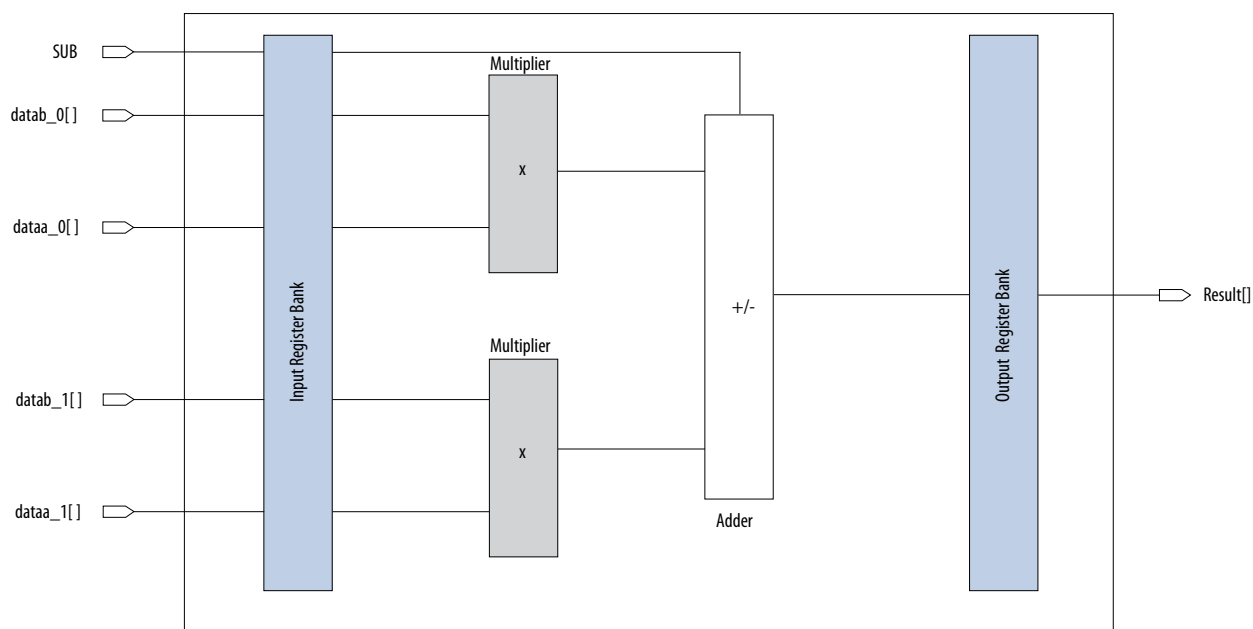 SUB
Multiplier
datab_0[ ]
x
dataa_0[ ]
Input Register Bank
+/-
Output Register Bank
Result[]
Multiplier
datab_1[ ]
x
dataa_1[ ]
Adder